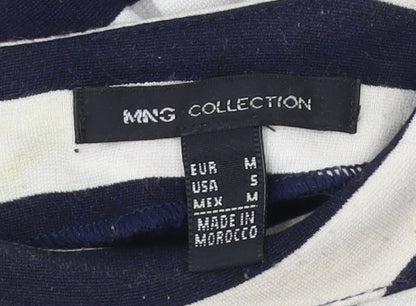 MNG COLLECTION
EUR M
USA S
MEX M
MADE IN
MOROCCO